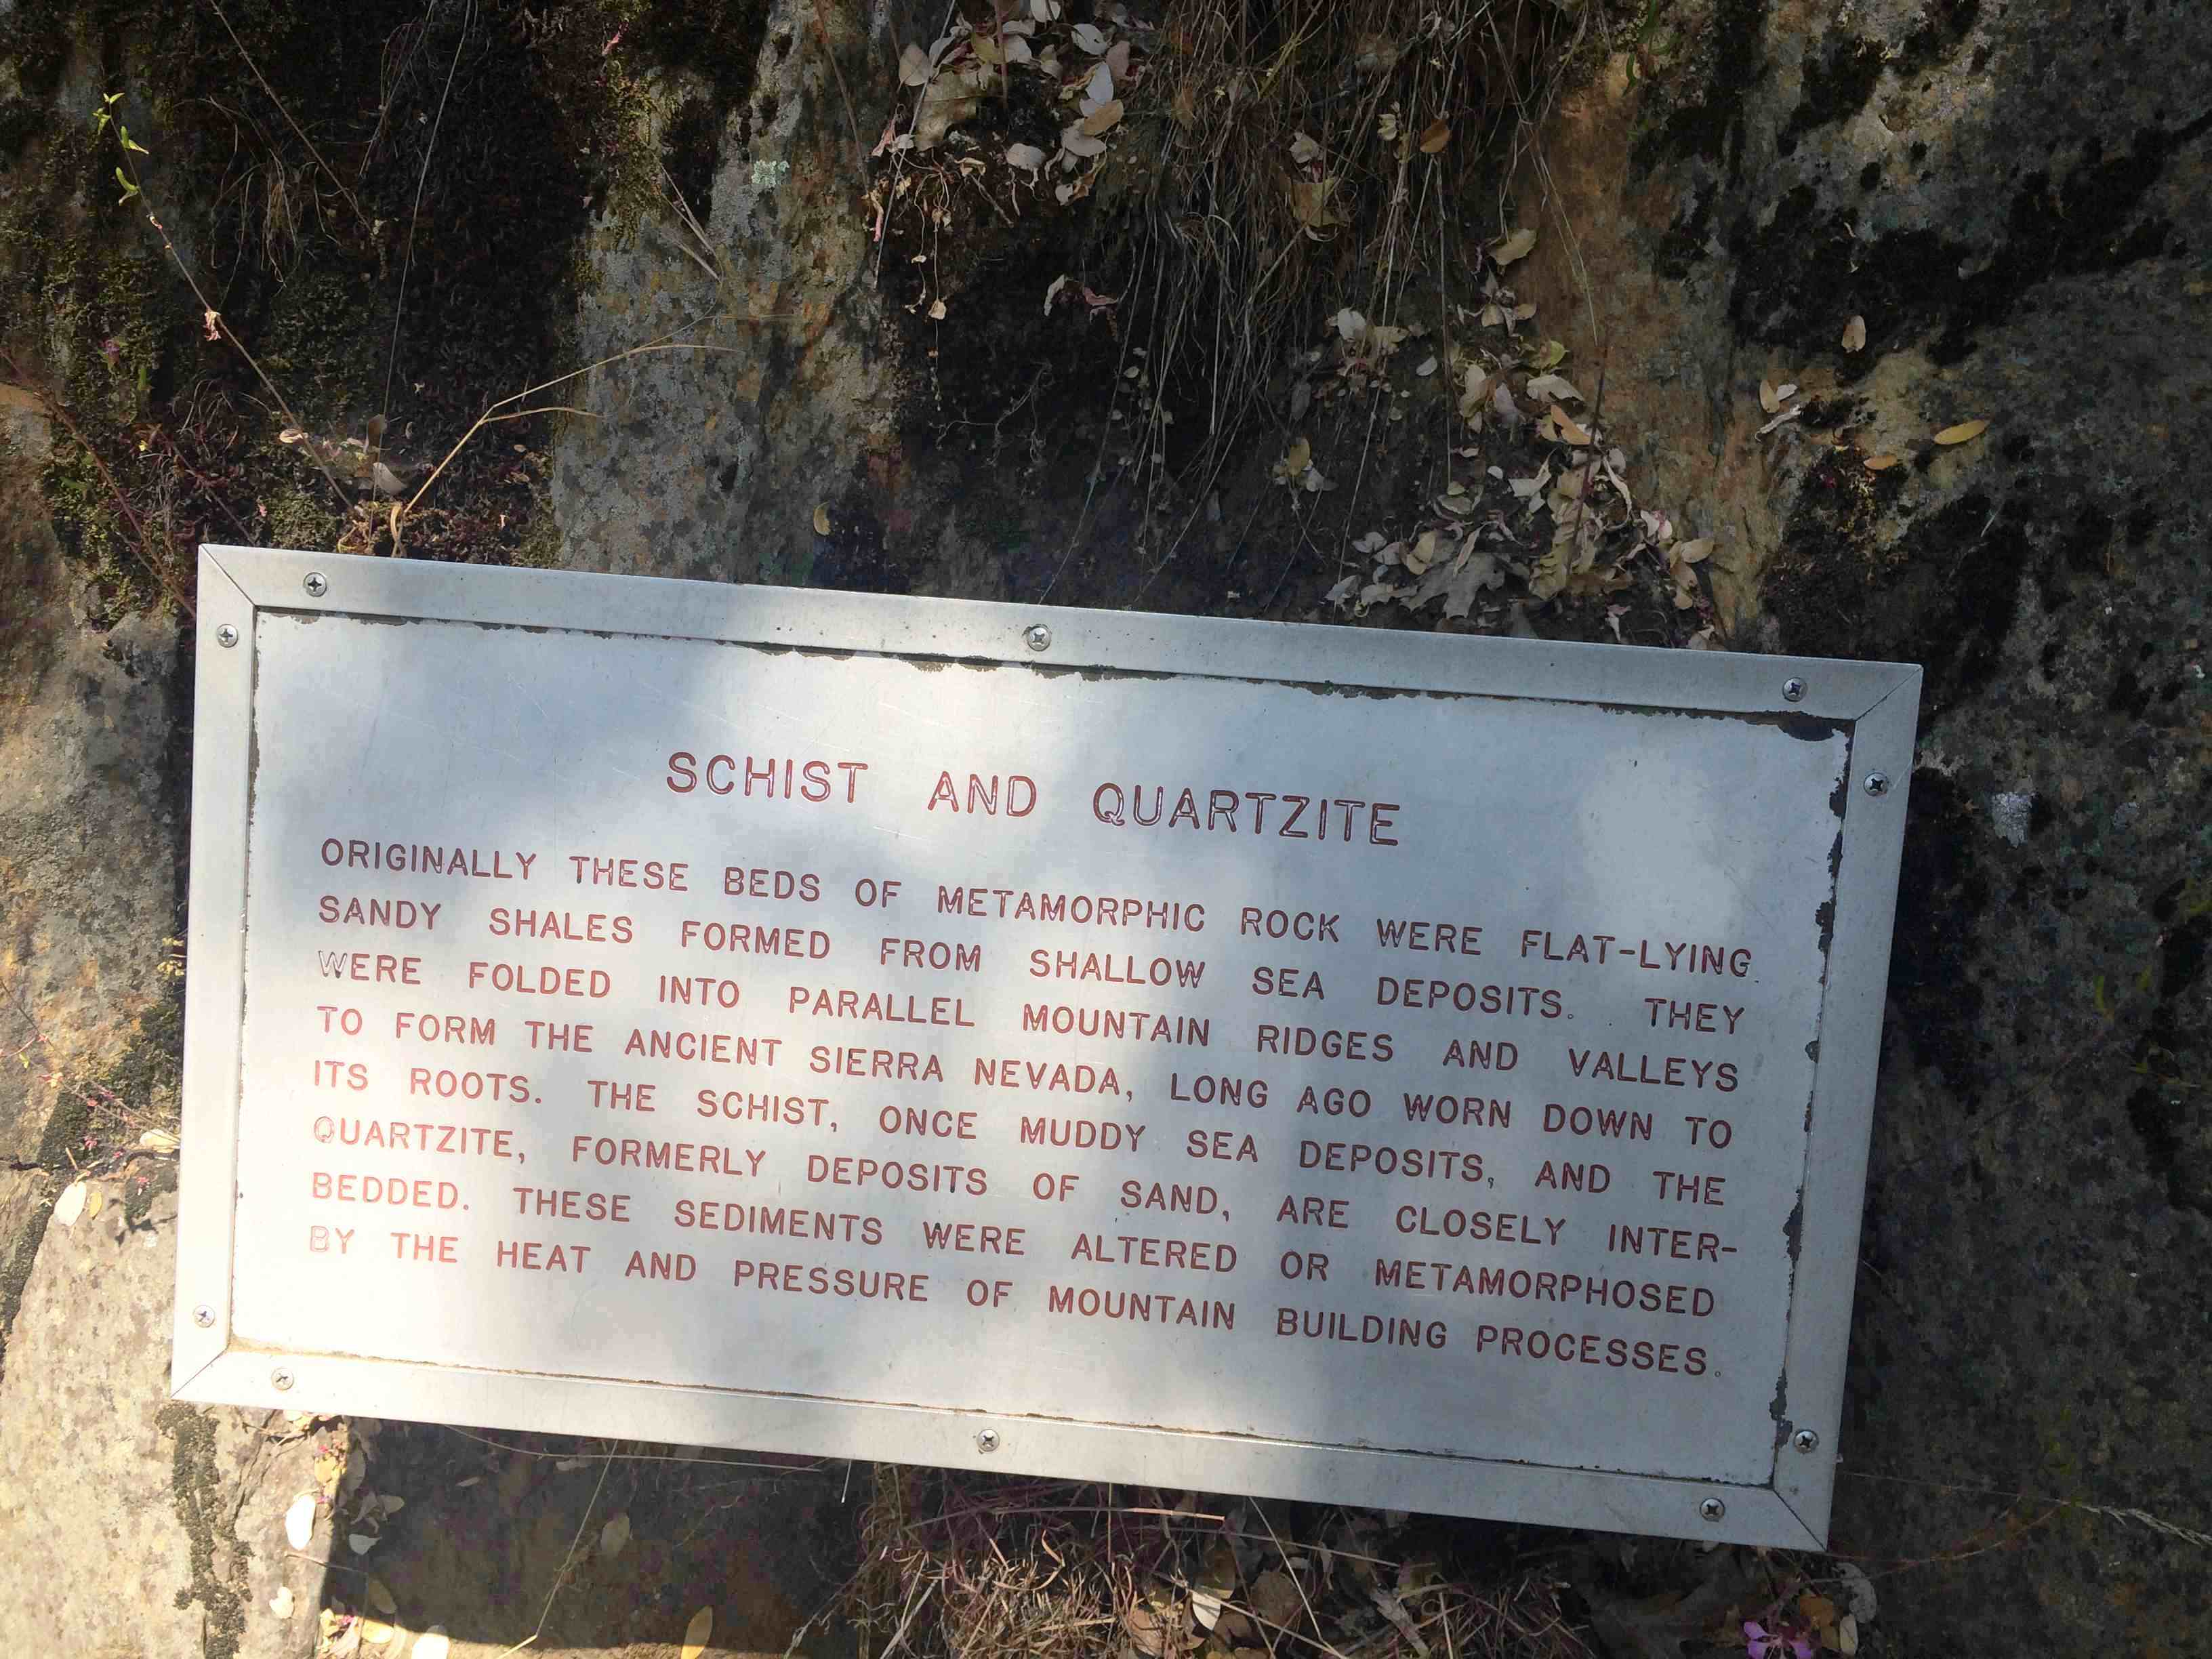 SCHIST AND QUARTZITE
ORIGINALLY THESE BEDS OF METAMORPHIC ROCK WERE FLAT-LYING
SANDY SHALES FORMED FROM SHALLOW SEA DEPOSITS. THEY
WERE FOLDED INTO PARALLEL MOUNTAIN RIDGES AND VALLEYS
TO FORM THE ANCIENT SIERRA NEVADA, LONG AGO WORN DOWN TO
ITS ROOTS. THE SCHIST, ONCE MUDDY SEA DEPOSITS, AND THE
QUARTZITE, FORMERLY DEPOSITS OF SAND, ARE CLOSELY INTER-
BEDDED. THESE SEDIMENTS WERE ALTERED OR METAMORPHOSED
BY THE HEAT AND PRESSURE OF MOUNTAIN BUILDING PROCESSES.